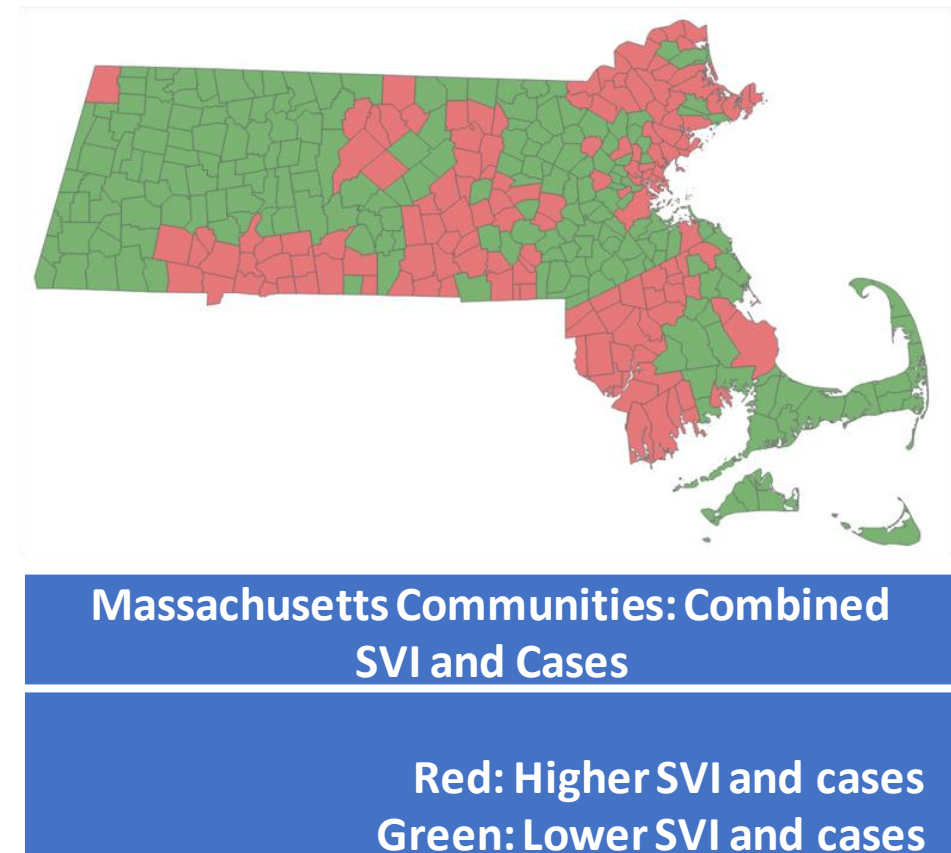 Massachusetts Communities: Combined
SVI and Cases
Red: Higher SVI and cases
Green: Lower SVI and cases